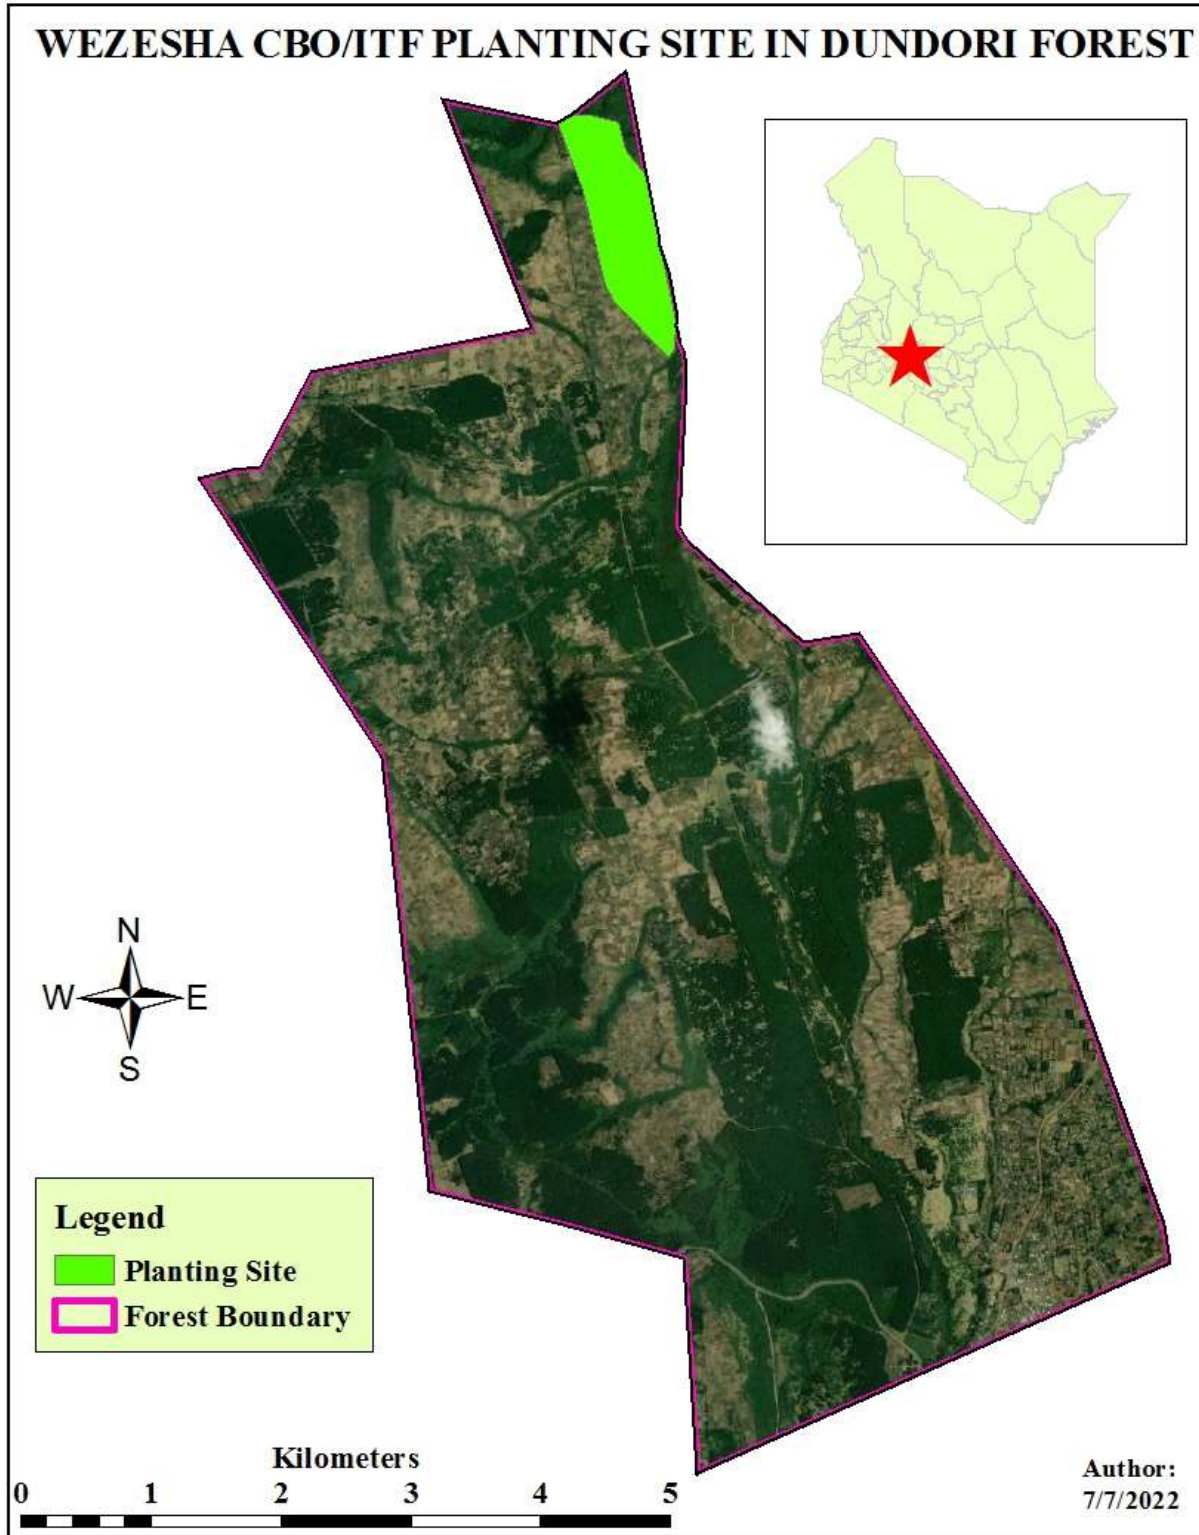 WEZESHA CBO/ITF PLANTING SITE IN DUNDORI FOREST
N
W E
S
Legend
Planting Site
Forest Boundary
Kilometers
0 1 2 3 4 5
Author:
7/7/2022